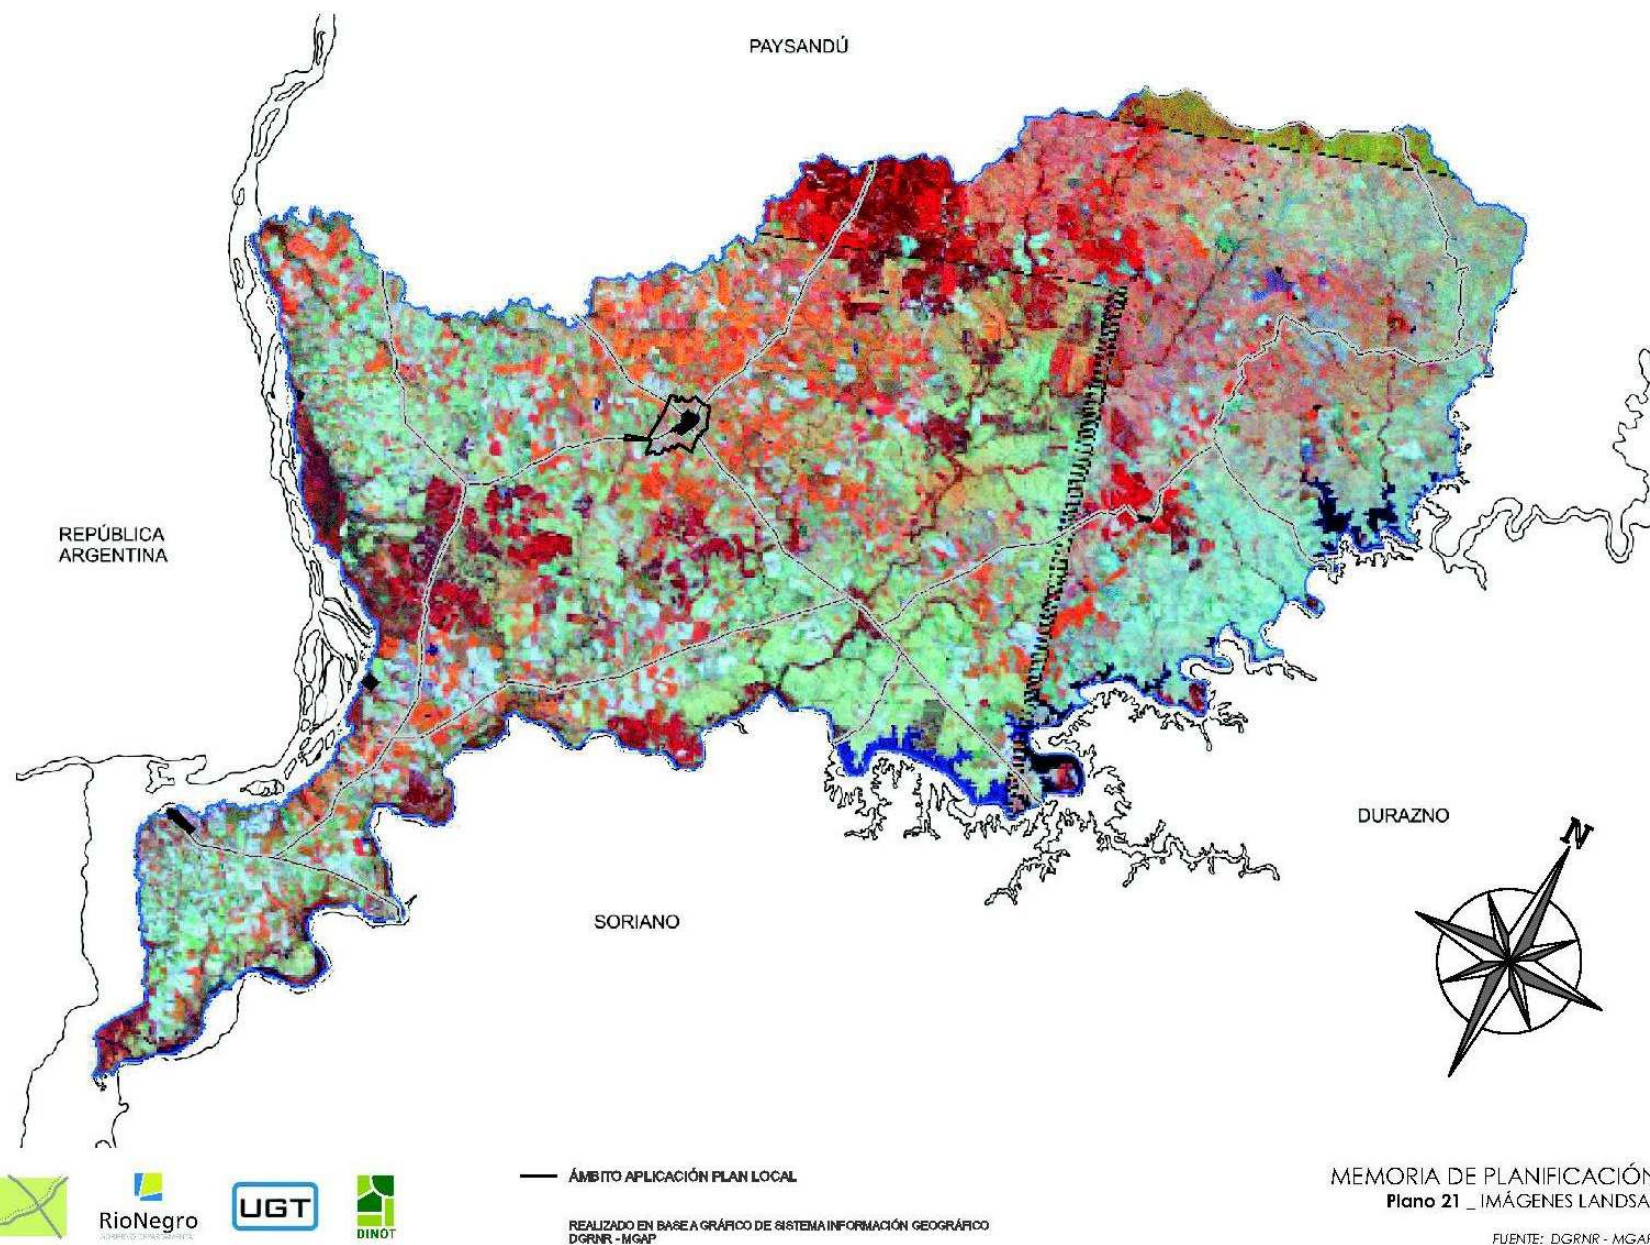 PAYSANDÚ
REPÚBLICA
ARGENTINA
DURAZNO
N
SORIANO
ÁMBITO APLICACIÓN PLAN LOCAL
MEMORIA DE PLANIFICACIÓN
Plano 21 _ IMÁGENES LANDSA
RioNegro
UGT
DINOT
REALIZADO EN BASE A GRÁFICO DE SISTEMA INFORMACIÓN GEOGRÁFICO
DGRNR - MGAP
FUENTE: DGRNR - MGAP